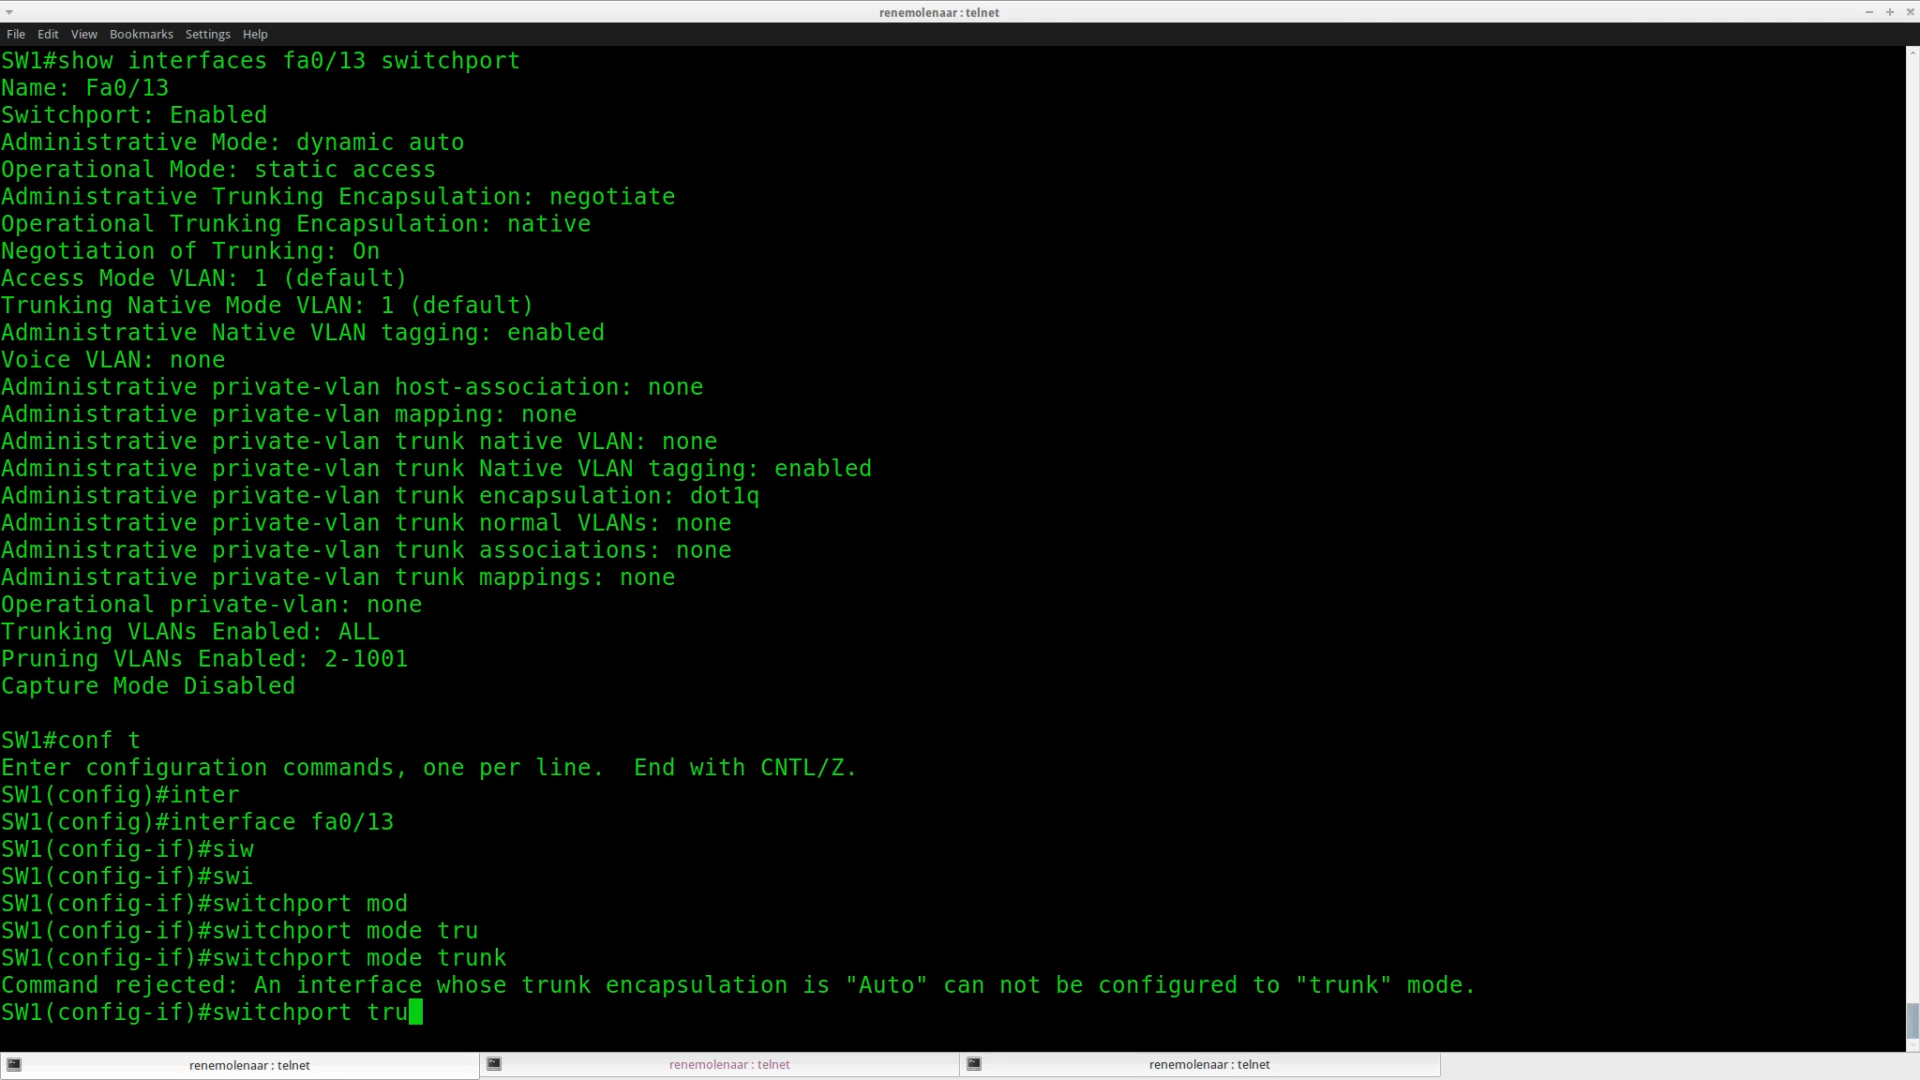 renemolenaar : telnet
File Edit View Bookmarks Settings Help
SW1#show interfaces fa0/13 switchport
Name: Fa0/13
Switchport: Enabled
Administrative Mode: dynamic auto
Operational Mode: static access
Administrative Trunking Encapsulation: negotiate
Operational Trunking Encapsulation: native
Negotiation of Trunking: On
Access Mode VLAN: 1 (default)
Trunking Native Mode VLAN: 1 (default)
Administrative Native VLAN tagging: enabled
Voice VLAN: none
Administrative private-vlan host-association: none
Administrative private-vlan mapping: none
Administrative private-vlan trunk native VLAN: none
Administrative private-vlan trunk Native VLAN tagging: enabled
Administrative private-vlan trunk encapsulation: dot1q
Administrative private-vlan trunk normal VLANs: none
Administrative private-vlan trunk associations: none
Administrative private-vlan trunk mappings: none
Operational private-vlan: none
Trunking VLANs Enabled: ALL
Pruning VLANs Enabled: 2-1001
Capture Mode Disabled
SW1#conf t
Enter configuration commands, one per line.  End with CNTL/Z.
SW1(config)#inter
SW1(config)#interface fa0/13
SW1(config-if)#siw
SW1(config-if)#swi
SW1(config-if)#switchport mod
SW1(config-if)#switchport mode tru
SW1(config-if)#switchport mode trunk
Command rejected: An interface whose trunk encapsulation is "Auto" can not be configured to "trunk" mode.
SW1(config-if)#switchport tru
renemolenaar : telnet renemolenaar : telnet renemolenaar : telnet